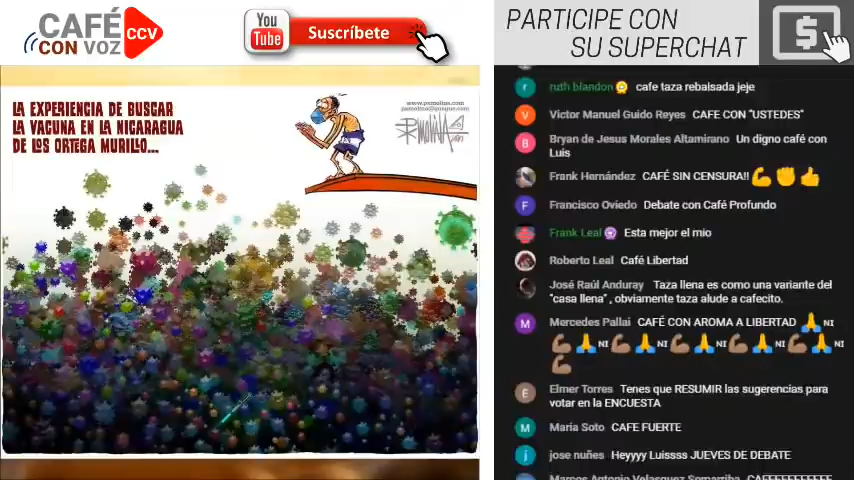 CAFÉ
CON VOZ
CCV
You
Tube
Suscríbete
PARTICIPE CON
SU SUPERCHAT
$
LA EXPERIENCIA DE BUSCAR
LA VACUNA EN LA NICARAGUA
DE LOS ORTEGA MURILLO...
www.pxmolina.com
ruth blandon cafe taza rebalsada jeje
Victor Manuel Guido Reyes CAFE CON "USTEDES"
Bryan de Jesus Morales Altamirano Un digno café con
Luis
Frank Hernández CAFÉ SIN CENSURA!! 💪✊👍
Francisco Oviedo Debate con Café Profundo
Frank Leal Esta mejor el mio
Roberto Leal Café Libertad
José Raúl Anduray Taza llena es como una variante del
"casa llena" , obviamente taza alude a cafecito.
Mercedes Pallai CAFÉ CON AROMA A LIBERTAD 🙏🇳🇮
💪🏽🙏🇳🇮💪🏽🙏🇳🇮💪🏽🙏🇳🇮💪🏽🙏🇳🇮💪🏽🙏🇳🇮
💪🏽
Elmer Torres Tenes que RESUMIR las sugerencias para
votar en la ENCUESTA
Maria Soto CAFE FUERTE
jose nuñes Heyyyy Luissss JUEVES DE DEBATE